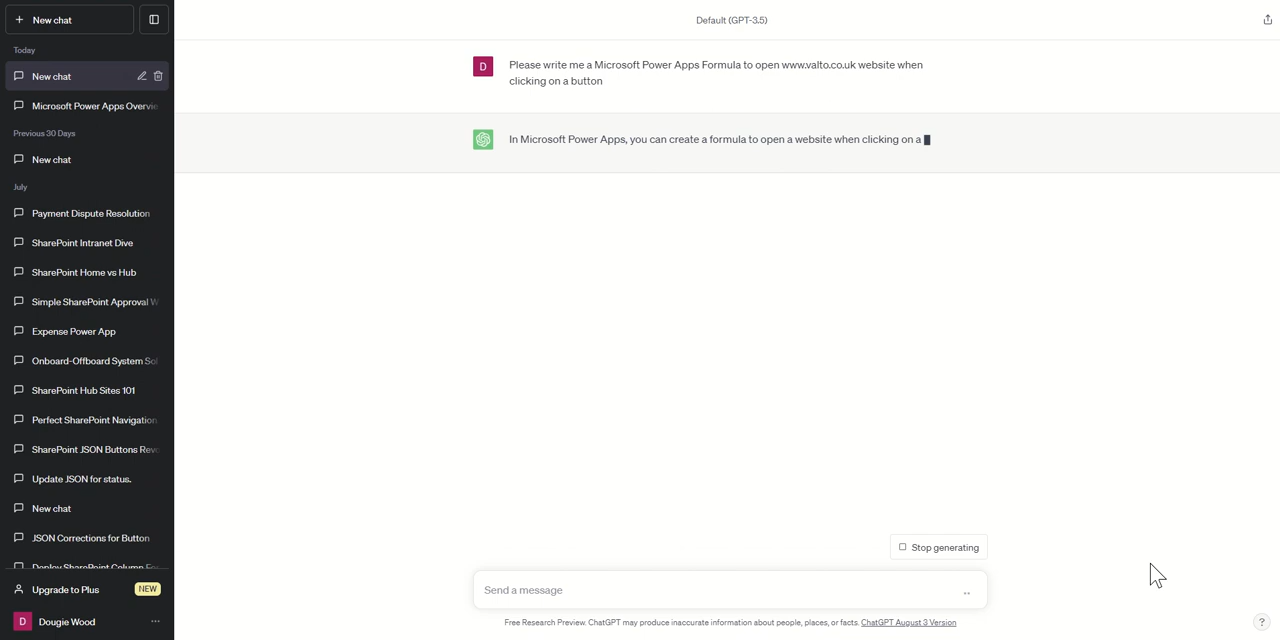 New chat
Today
New chat
Microsoft Power Apps Overvie
Previous 30 Days
New chat
July
Payment Dispute Resolution
SharePoint Intranet Dive
SharePoint Home vs Hub
Simple SharePoint Approval W
Expense Power App
Onboard-Offboard System Sol
SharePoint Hub Sites 101
Perfect SharePoint Navigation
SharePoint JSON Buttons Revo
Update JSON for status.
New chat
JSON Corrections for Button
Deploy SharePoint Column Fo
Upgrade to Plus NEW
D Dougie Wood
Default (GPT-3.5)
D Please write me a Microsoft Power Apps Formula to open www.valto.co.uk website when
clicking on a button
In Microsoft Power Apps, you can create a formula to open a website when clicking on a
Stop generating
Send a message
Free Research Preview. ChatGPT may produce inaccurate information about people, places, or facts. ChatGPT August 3 Version
?